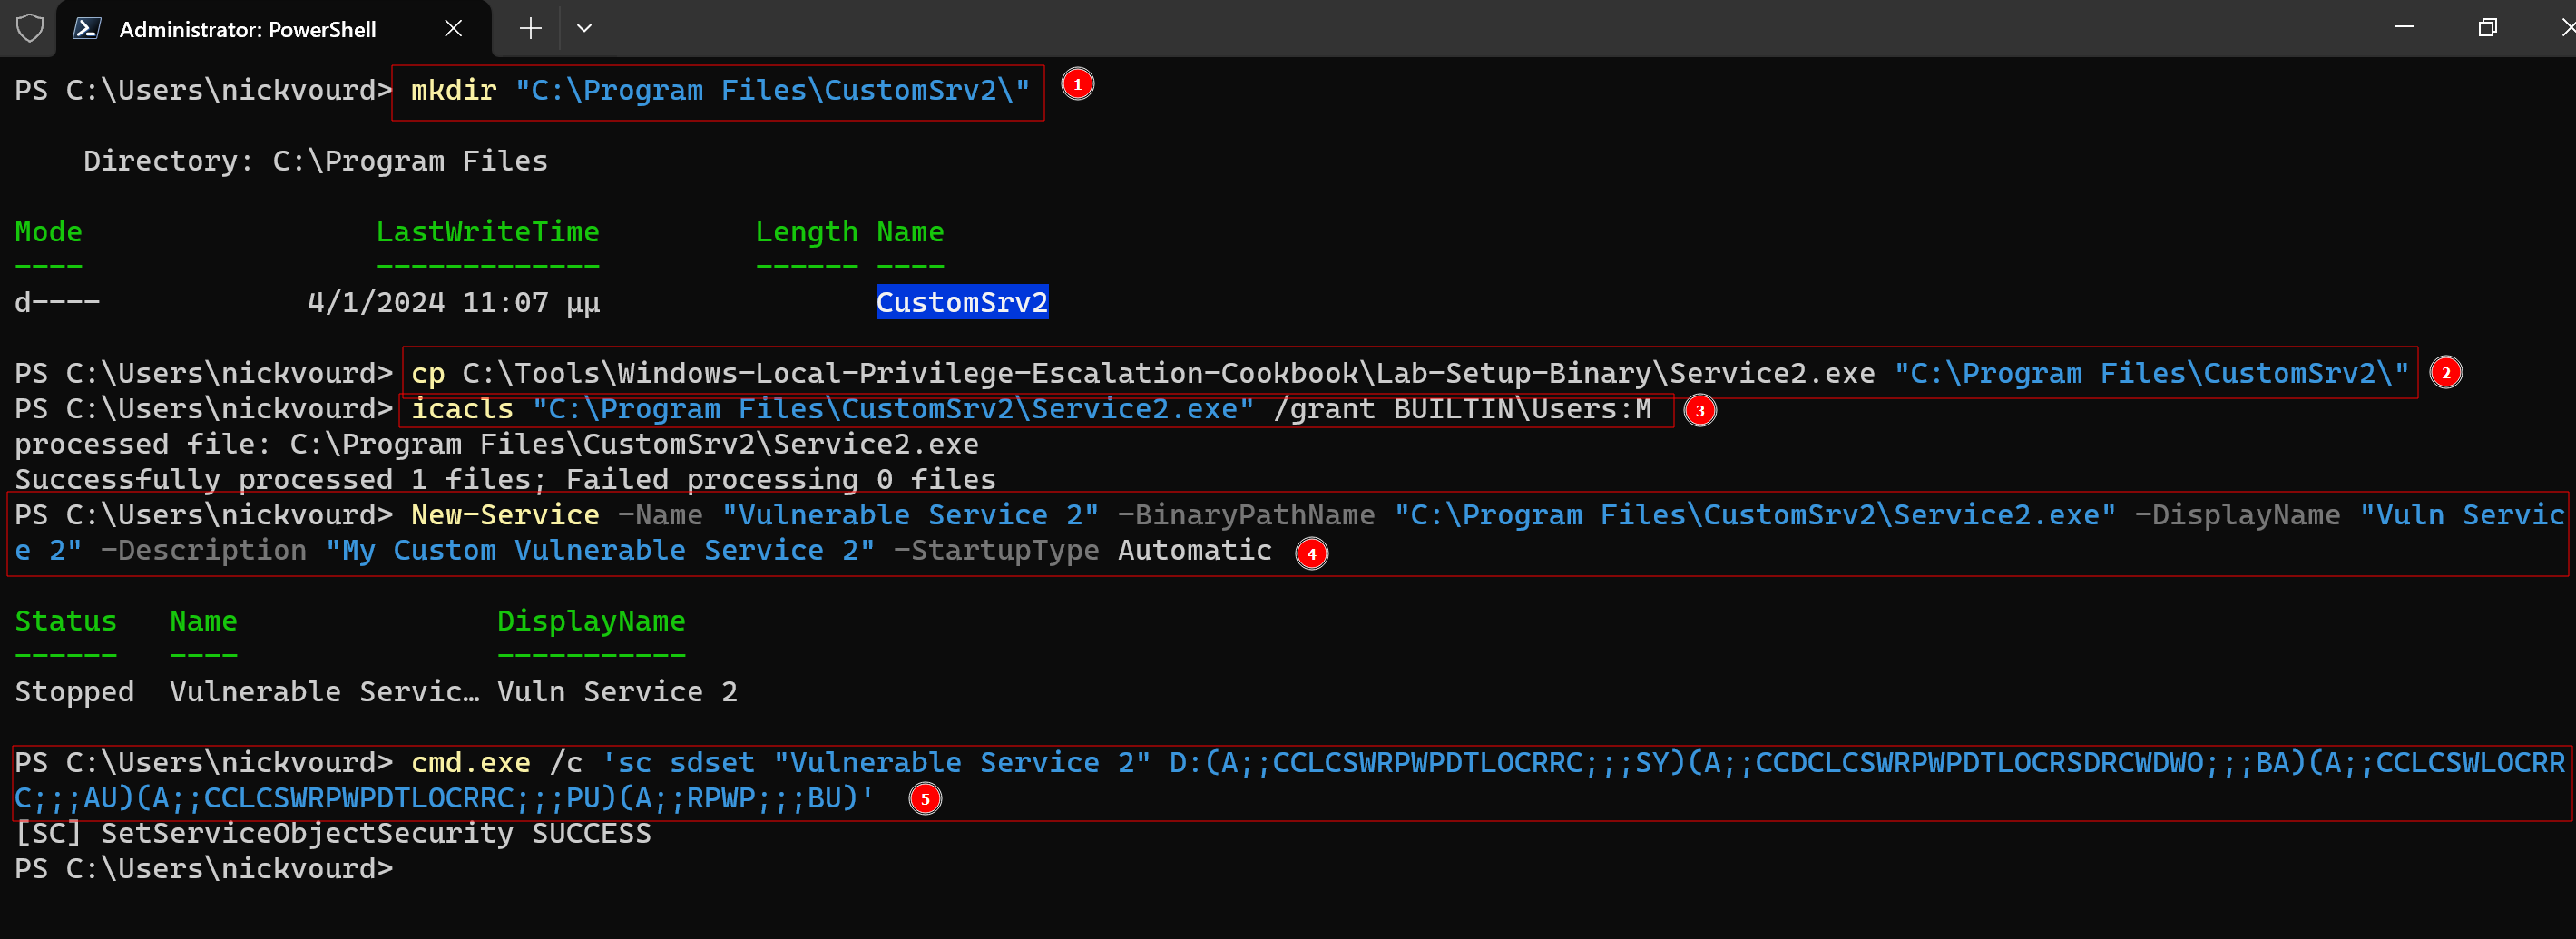 Administrator: PowerShell
PS C:\Users\nickvourd> mkdir "C:\Program Files\CustomSrv2\"
1
Directory: C:\Program Files
Mode LastWriteTime Length Name
---- ------------- ------ ----
d---- 4/1/2024 11:07 μμ CustomSrv2
PS C:\Users\nickvourd> cp C:\Tools\Windows-Local-Privilege-Escalation-Cookbook\Lab-Setup-Binary\Service2.exe "C:\Program Files\CustomSrv2\"
2
PS C:\Users\nickvourd> icacls "C:\Program Files\CustomSrv2\Service2.exe" /grant BUILTIN\Users:M
3
processed file: C:\Program Files\CustomSrv2\Service2.exe
Successfully processed 1 files; Failed processing 0 files
PS C:\Users\nickvourd> New-Service -Name "Vulnerable Service 2" -BinaryPathName "C:\Program Files\CustomSrv2\Service2.exe" -DisplayName "Vuln Servic
e 2" -Description "My Custom Vulnerable Service 2" -StartupType Automatic
4
Status Name DisplayName
------ ---- -----------
Stopped Vulnerable Servic… Vuln Service 2
PS C:\Users\nickvourd> cmd.exe /c 'sc sdset "Vulnerable Service 2" D:(A;;CCLCSWRPWPDTLOCRRC;;;SY)(A;;CCDCLCSWRPWPDTLOCRSDRCWDWO;;;BA)(A;;CCLCSWLOCRR
C;;;AU)(A;;CCLCSWRPWPDTLOCRRC;;;PU)(A;;RPWP;;;BU)'
5
[SC] SetServiceObjectSecurity SUCCESS
PS C:\Users\nickvourd>